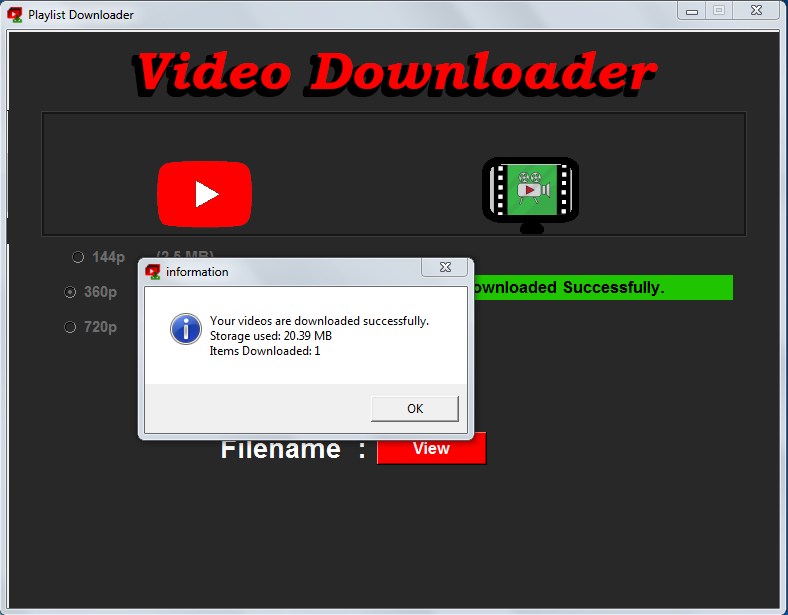 Playlist Downloader
Video Downloader
144p (2.5 MB)
360p
720p
ownloaded Successfully.
information
Your videos are downloaded successfully.
Storage used: 20.39 MB
Items Downloaded: 1
OK
Filename :
View